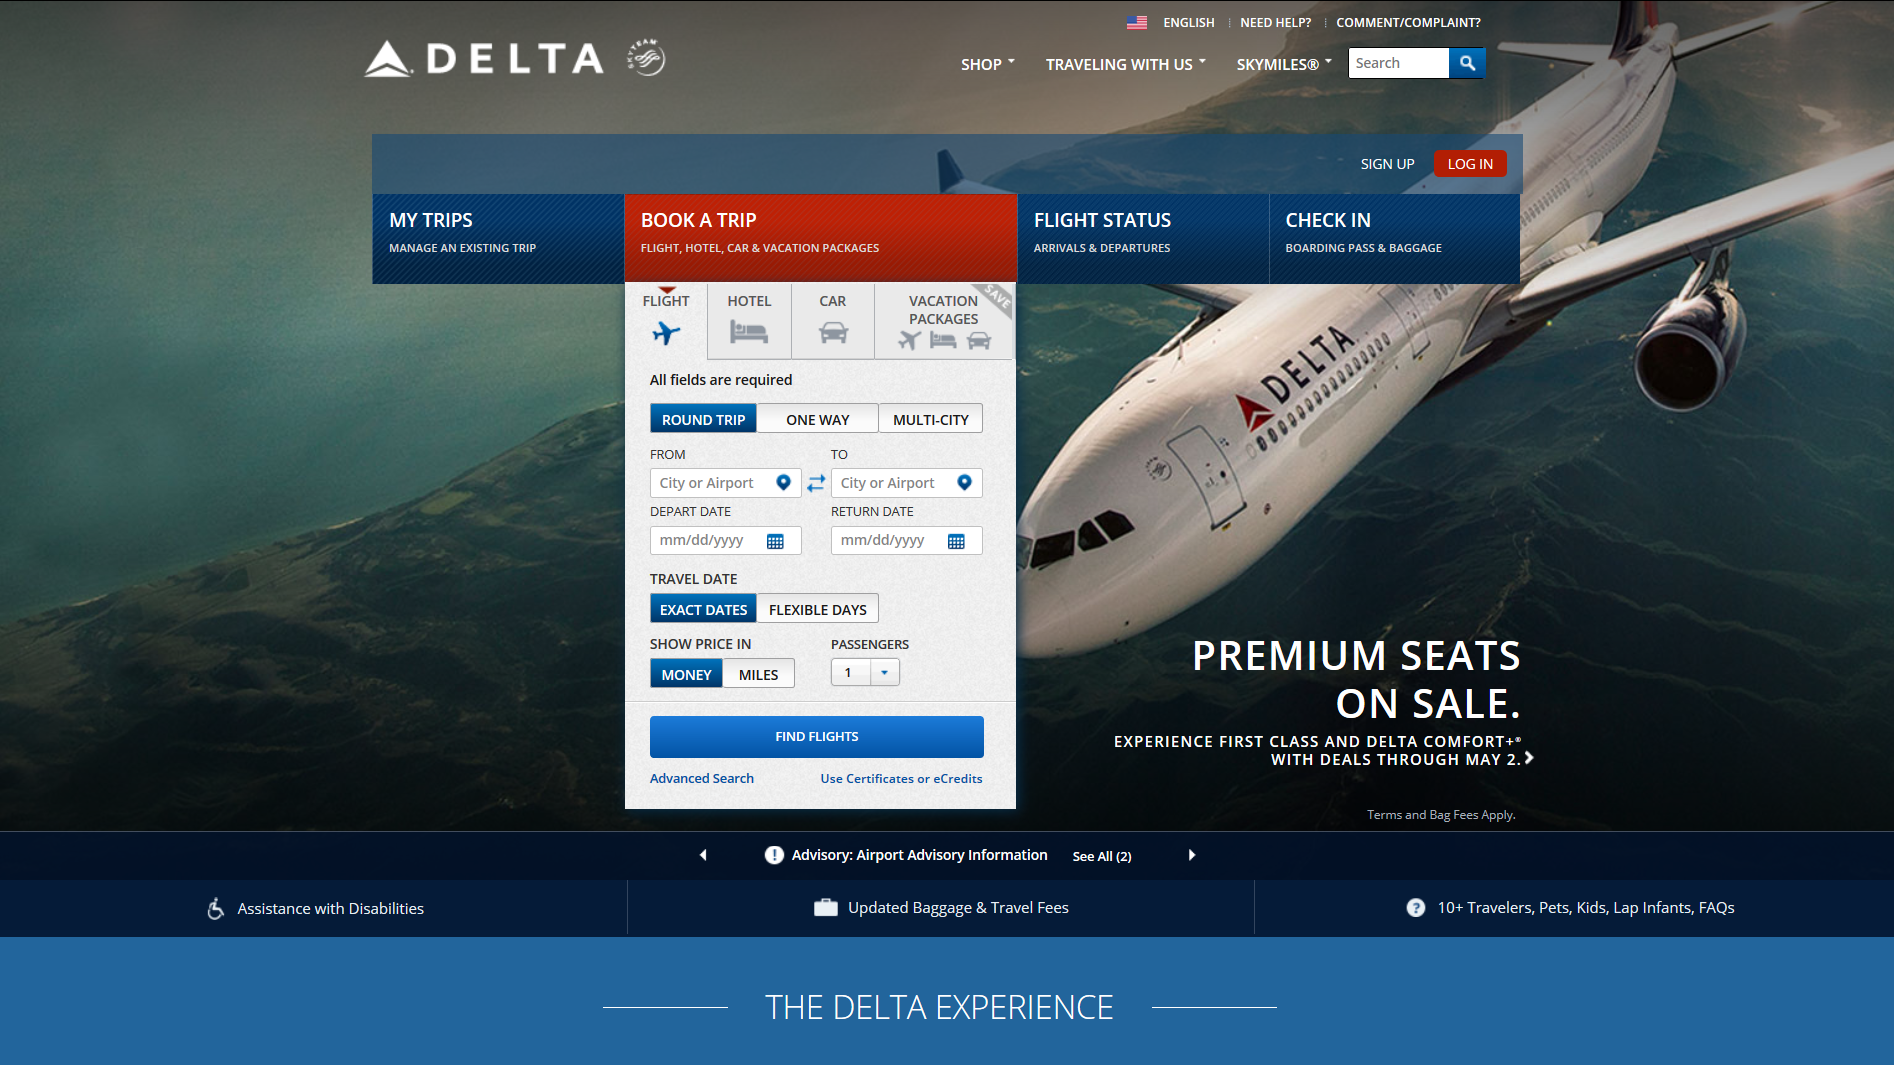 ENGLISH
NEED HELP?
COMMENT/COMPLAINT?
DELTA
SKYTEAM
SHOP
TRAVELING WITH US
SKYMILES®
Search
SIGN UP
LOG IN
MY TRIPS
MANAGE AN EXISTING TRIP
BOOK A TRIP
FLIGHT, HOTEL, CAR & VACATION PACKAGES
FLIGHT STATUS
ARRIVALS & DEPARTURES
CHECK IN
BOARDING PASS & BAGGAGE
FLIGHT
HOTEL
CAR
VACATION
PACKAGES
SAVE
All fields are required
ROUND TRIP
ONE WAY
MULTI-CITY
FROM
TO
City or Airport
City or Airport
DEPART DATE
RETURN DATE
mm/dd/yyyy
mm/dd/yyyy
TRAVEL DATE
EXACT DATES
FLEXIBLE DAYS
SHOW PRICE IN
PASSENGERS
MONEY
MILES
1
FIND FLIGHTS
Advanced Search
Use Certificates or eCredits
DELTA
PREMIUM SEATS
ON SALE.
EXPERIENCE FIRST CLASS AND DELTA COMFORT+®
WITH DEALS THROUGH MAY 2.
Terms and Bag Fees Apply.
Advisory: Airport Advisory Information
See All (2)
Assistance with Disabilities
Updated Baggage & Travel Fees
10+ Travelers, Pets, Kids, Lap Infants, FAQs
THE DELTA EXPERIENCE